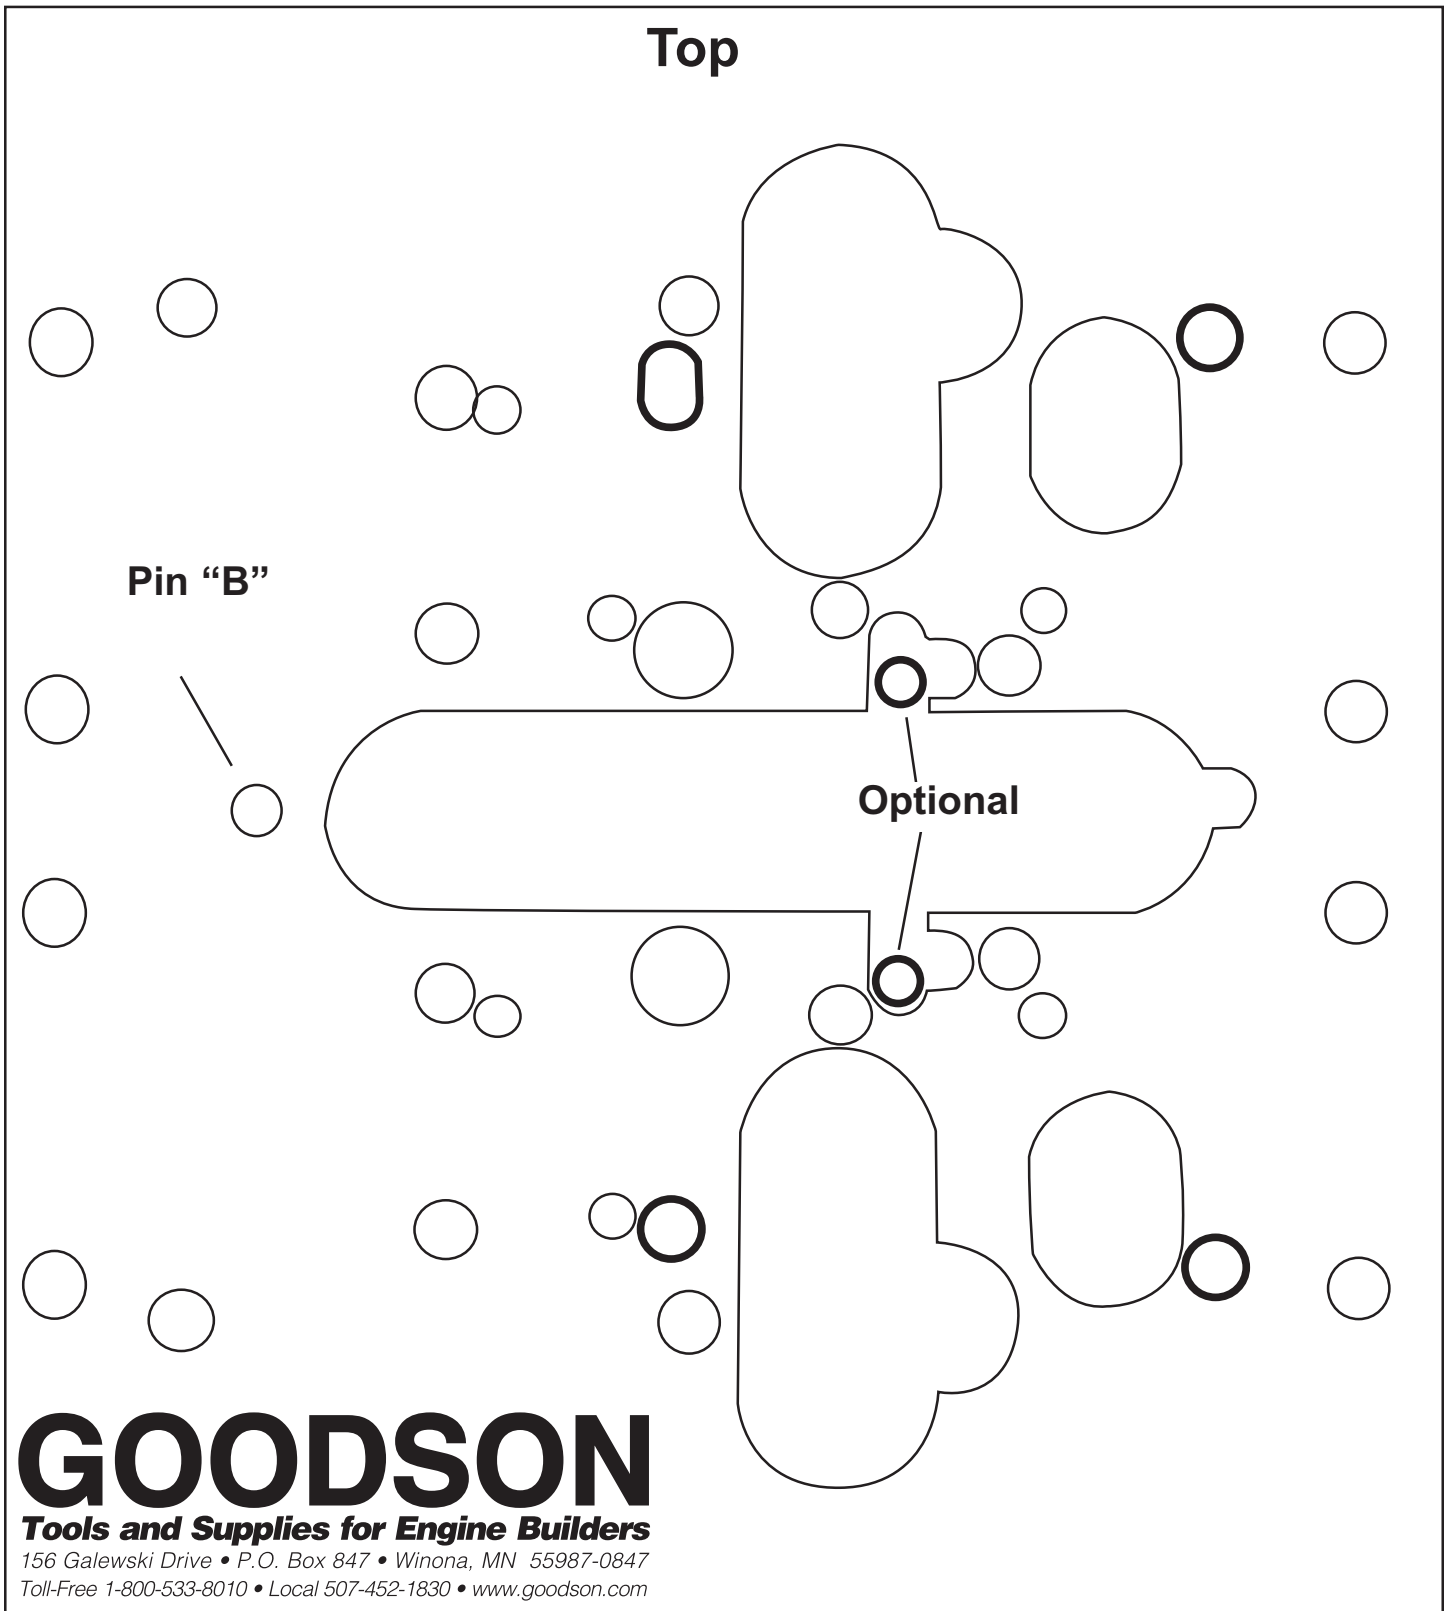 Top
Pin “B”
Optional
GOODSON
Tools and Supplies for Engine Builders
156 Galewski Drive • P.O. Box 847 • Winona, MN 55987-0847
Toll-Free 1-800-533-8010 • Local 507-452-1830 • www.goodson.com